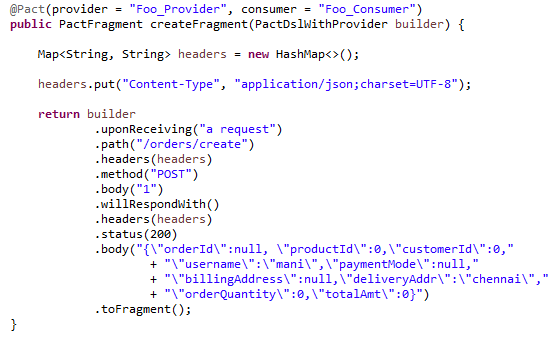 @Pact(provider = "Foo_Provider", consumer = "Foo_Consumer")
public PactFragment createFragment(PactDslWithProvider builder) {
Map<String, String> headers = new HashMap<>();
headers.put("Content-Type", "application/json;charset=UTF-8");
return builder
.uponReceiving("a request")
.path("/orders/create")
.headers(headers)
.method("POST")
.body("1")
.willRespondWith()
.headers(headers)
.status(200)
.body("{\"orderId\":null, \"productId\":0,\"customerId\":0,"
+ "\"username\":\"mani\",\"paymentMode\":null,"
+ "\"billingAddress\":null,\"deliveryAddr\":\"chennai\","
+ "\"orderQuantity\":0,\"totalAmt\":0}")
.toFragment();
}